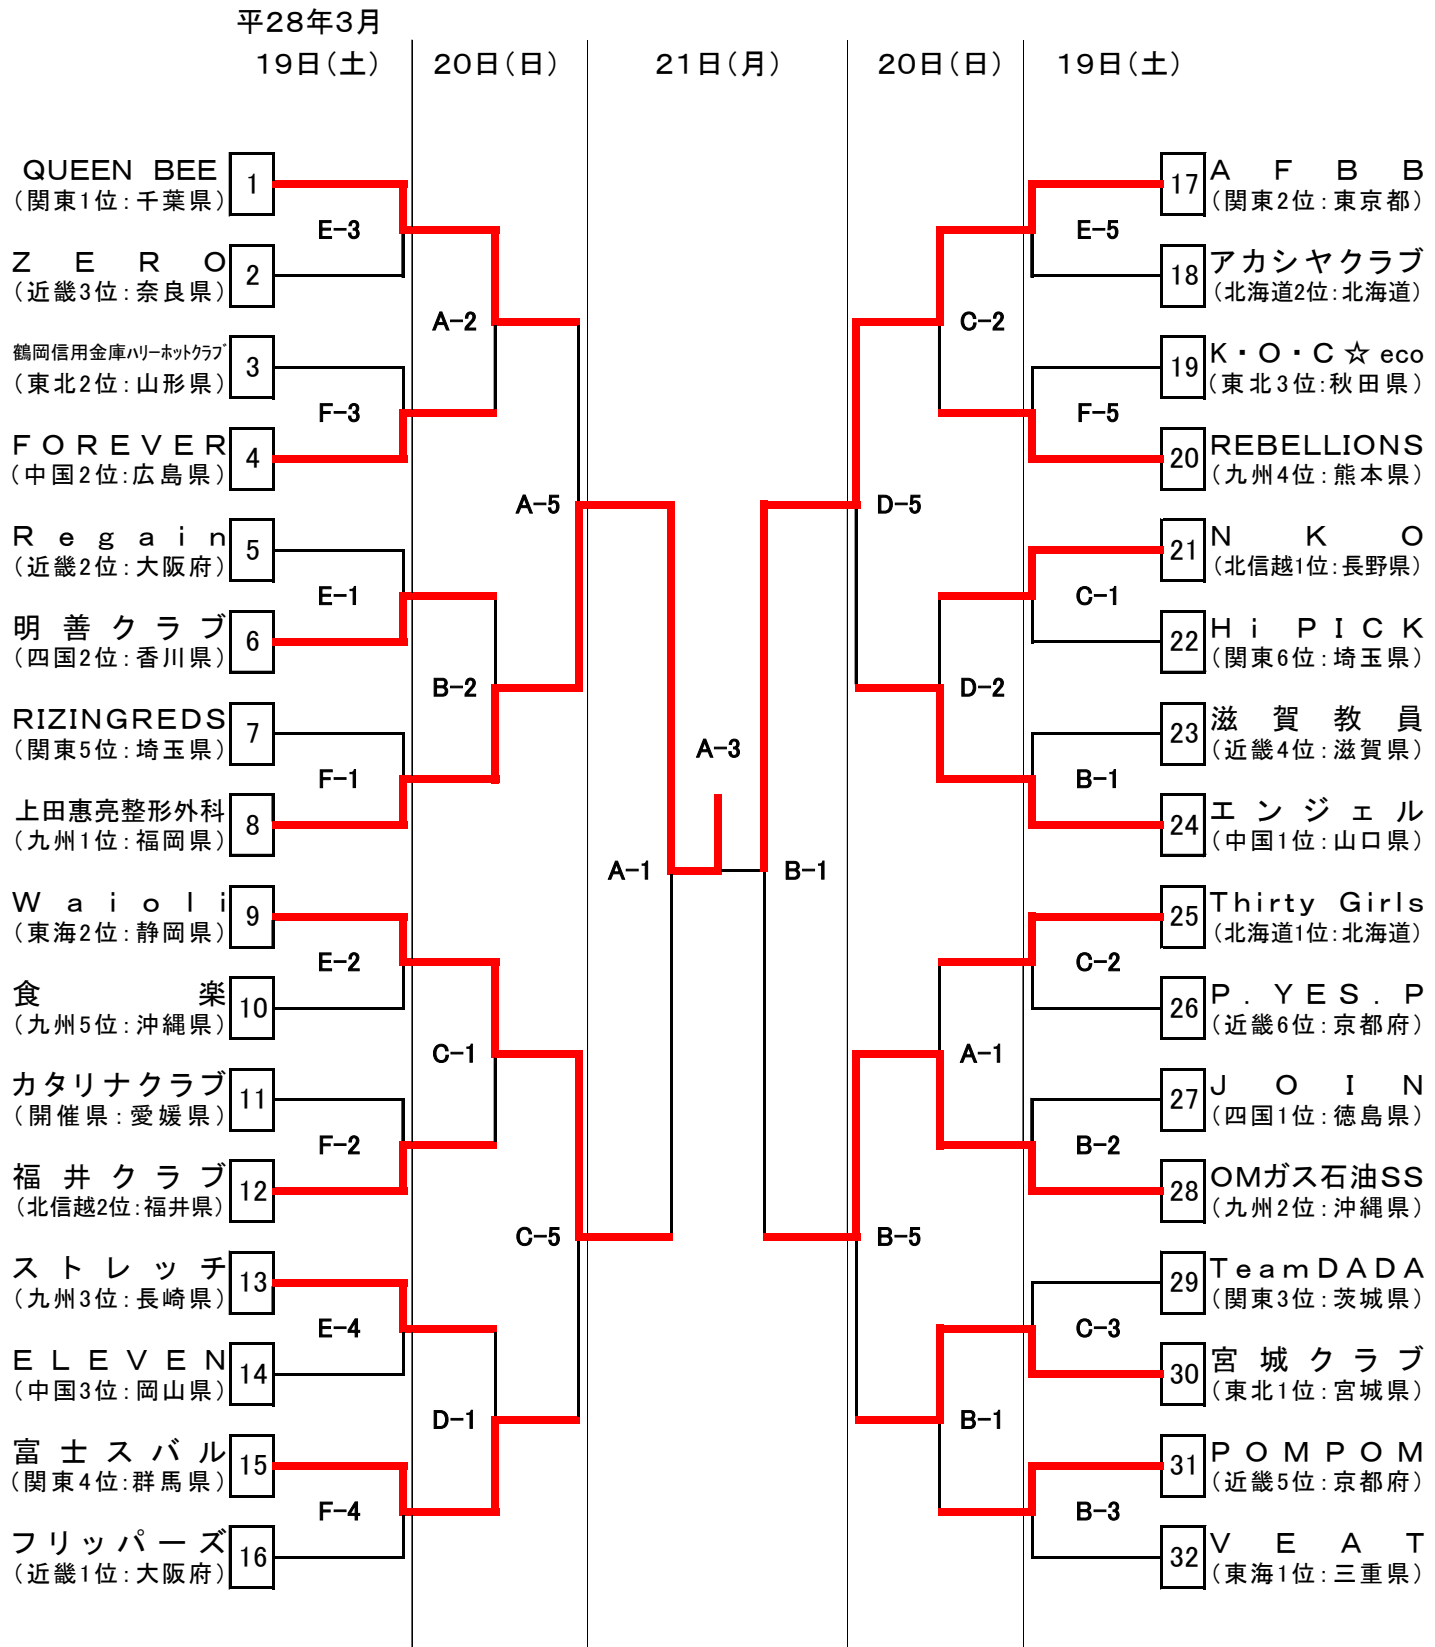 平28年3月
19日(土)
20日(日)
21日(月)
20日(日)
19日(土)
QUEEN BEE
(関東1位:千葉県)
1
E-3
ZERO
(近畿3位:奈良県)
2
A-2
鶴岡信用金庫ハリーホットクラブ
(東北2位:山形県)
3
F-3
FOREVER
(中国2位:広島県)
4
A-5
Regain
(近畿2位:大阪府)
5
E-1
明善クラブ
(四国2位:香川県)
6
B-2
RIZINGREDS
(関東5位:埼玉県)
7
F-1
上田惠亮整形外科
(九州1位:福岡県)
8
A-3
A-1
B-1
Waioli
(東海2位:静岡県)
9
E-2
食楽
(九州5位:沖縄県)
10
C-1
カタリナクラブ
(開催県:愛媛県)
11
F-2
福井クラブ
(北信越2位:福井県)
12
C-5
ストレッチ
(九州3位:長崎県)
13
E-4
ELEVEN
(中国3位:岡山県)
14
D-1
富士スバル
(関東4位:群馬県)
15
F-4
フリッパーズ
(近畿1位:大阪府)
16
17
AFBB
(関東2位:東京都)
E-5
18
アカシヤクラブ
(北海道2位:北海道)
C-2
19
K・O・C☆eco
(東北3位:秋田県)
F-5
20
REBELLIONS
(九州4位:熊本県)
D-5
21
NKO
(北信越1位:長野県)
C-1
22
Hi PICK
(関東6位:埼玉県)
D-2
23
滋賀教員
(近畿4位:滋賀県)
B-1
24
エンジェル
(中国1位:山口県)
25
Thirty Girls
(北海道1位:北海道)
C-2
26
P.YES.P
(近畿6位:京都府)
A-1
27
JOIN
(四国1位:徳島県)
B-2
28
OMガス石油SS
(九州2位:沖縄県)
B-5
29
TeamDADA
(関東3位:茨城県)
C-3
30
宮城クラブ
(東北1位:宮城県)
B-1
31
POMPOM
(近畿5位:京都府)
B-3
32
VEAT
(東海1位:三重県)